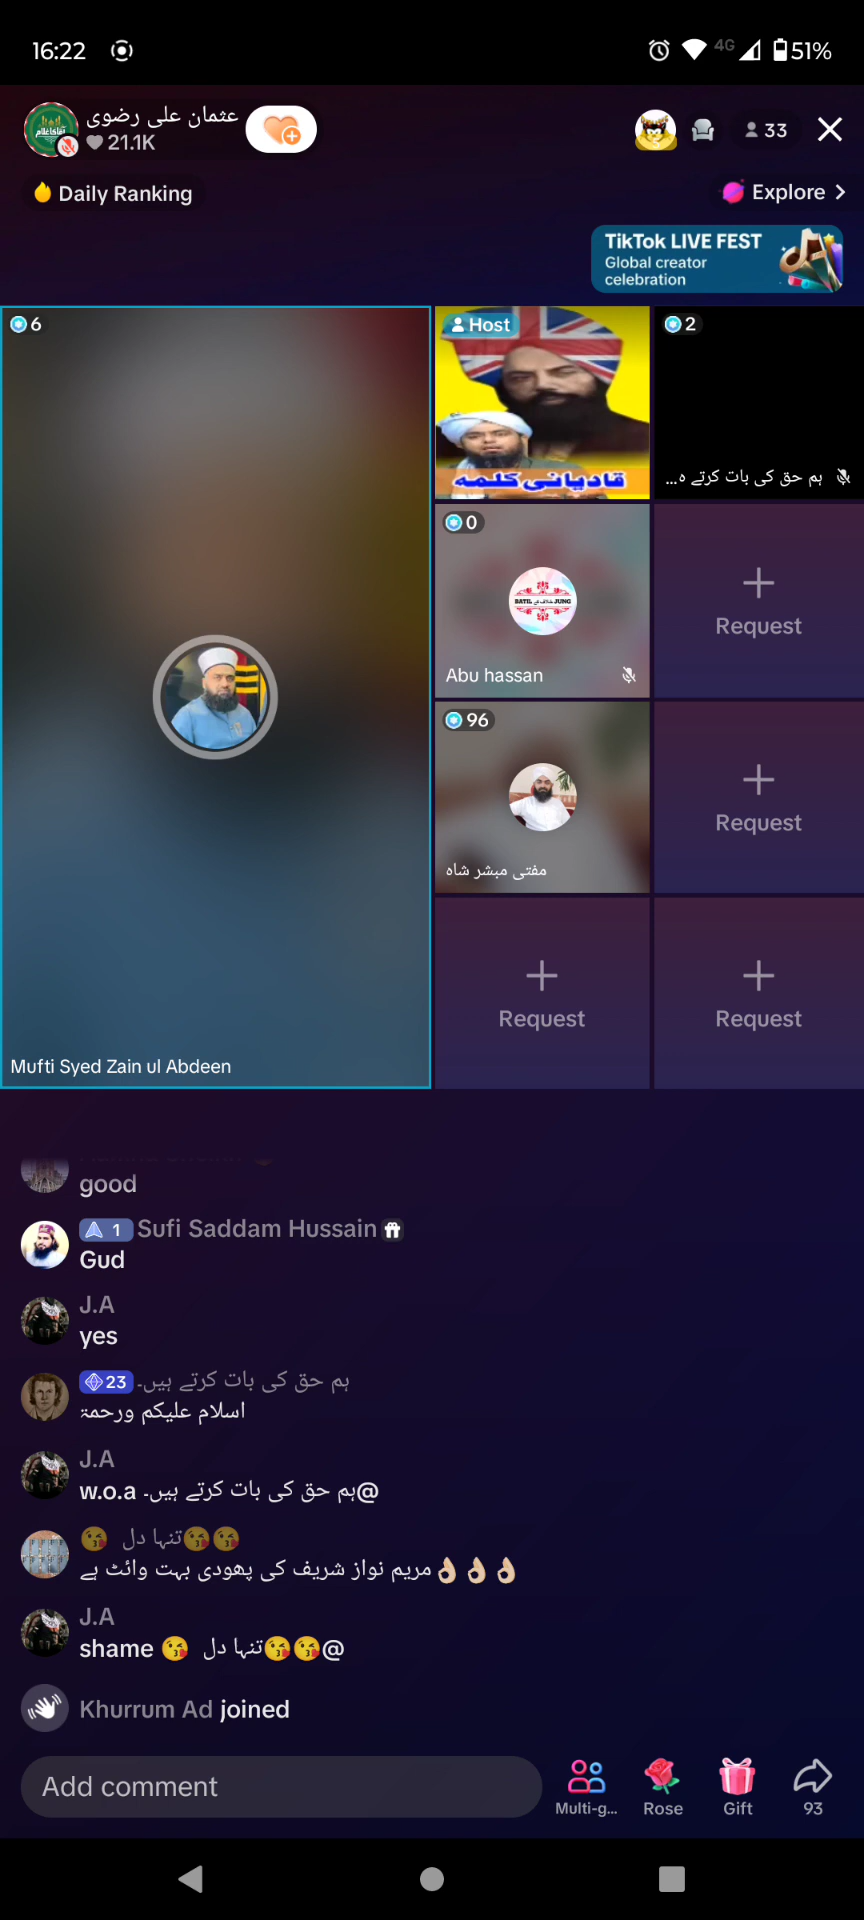 16:22
4G
51%
عثمان علی رضوی
21.1K
33
Daily Ranking
Explore
TikTok LIVE FEST
Global creator
celebration
6
Host
قادیانی کلمہ
2
ہم حق کی بات کرتے ہ...
0
BATIL کے خلاف JUNG
Abu hassan
Request
96
مفتی مبشر شاہ
Request
Request
Request
Mufti Syed Zain ul Abdeen
good
1 Sufi Saddam Hussain
Gud
J.A
yes
23 ہم حق کی بات کرتے ہیں۔
اسلام علیکم ورحمۃ
J.A
@ہم حق کی بات کرتے ہیں۔ w.o.a
😘 تنہا دل😘😘
مریم نواز شریف کی پھودی بہت وائٹ ہے👌🏼👌🏼👌🏼
J.A
shame 😘 تنہا دل😘😘@
Khurrum Ad joined
Add comment
Multi-g...
Rose
Gift
93